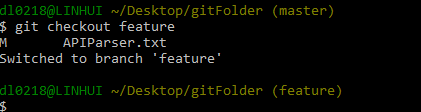 dl0218@LINHUI ~/Desktop/gitFolder (master)
$ git checkout feature
M       APIParser.txt
Switched to branch 'feature'
dl0218@LINHUI ~/Desktop/gitFolder (feature)
$